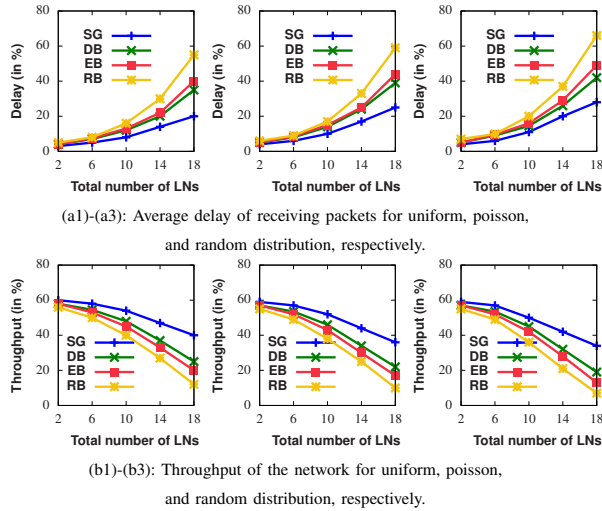 80
60
40
20
0
Delay (in %)
SG
DB
EB
RB
2 6 10 14 18
Total number of LNs
80
60
40
20
0
Delay (in %)
SG
DB
EB
RB
2 6 10 14 18
Total number of LNs
80
60
40
20
0
Delay (in %)
SG
DB
EB
RB
2 6 10 14 18
Total number of LNs
(a1)-(a3): Average delay of receiving packets for uniform, poisson,
and random distribution, respectively.
80
60
40
20
0
Throughput (in %)
SG
DB
EB
RB
2 6 10 14 18
Total number of LNs
80
60
40
20
0
Throughput (in %)
SG
DB
EB
RB
2 6 10 14 18
Total number of LNs
80
60
40
20
0
Throughput (in %)
SG
DB
EB
RB
2 6 10 14 18
Total number of LNs
(b1)-(b3): Throughput of the network for uniform, poisson,
and random distribution, respectively.